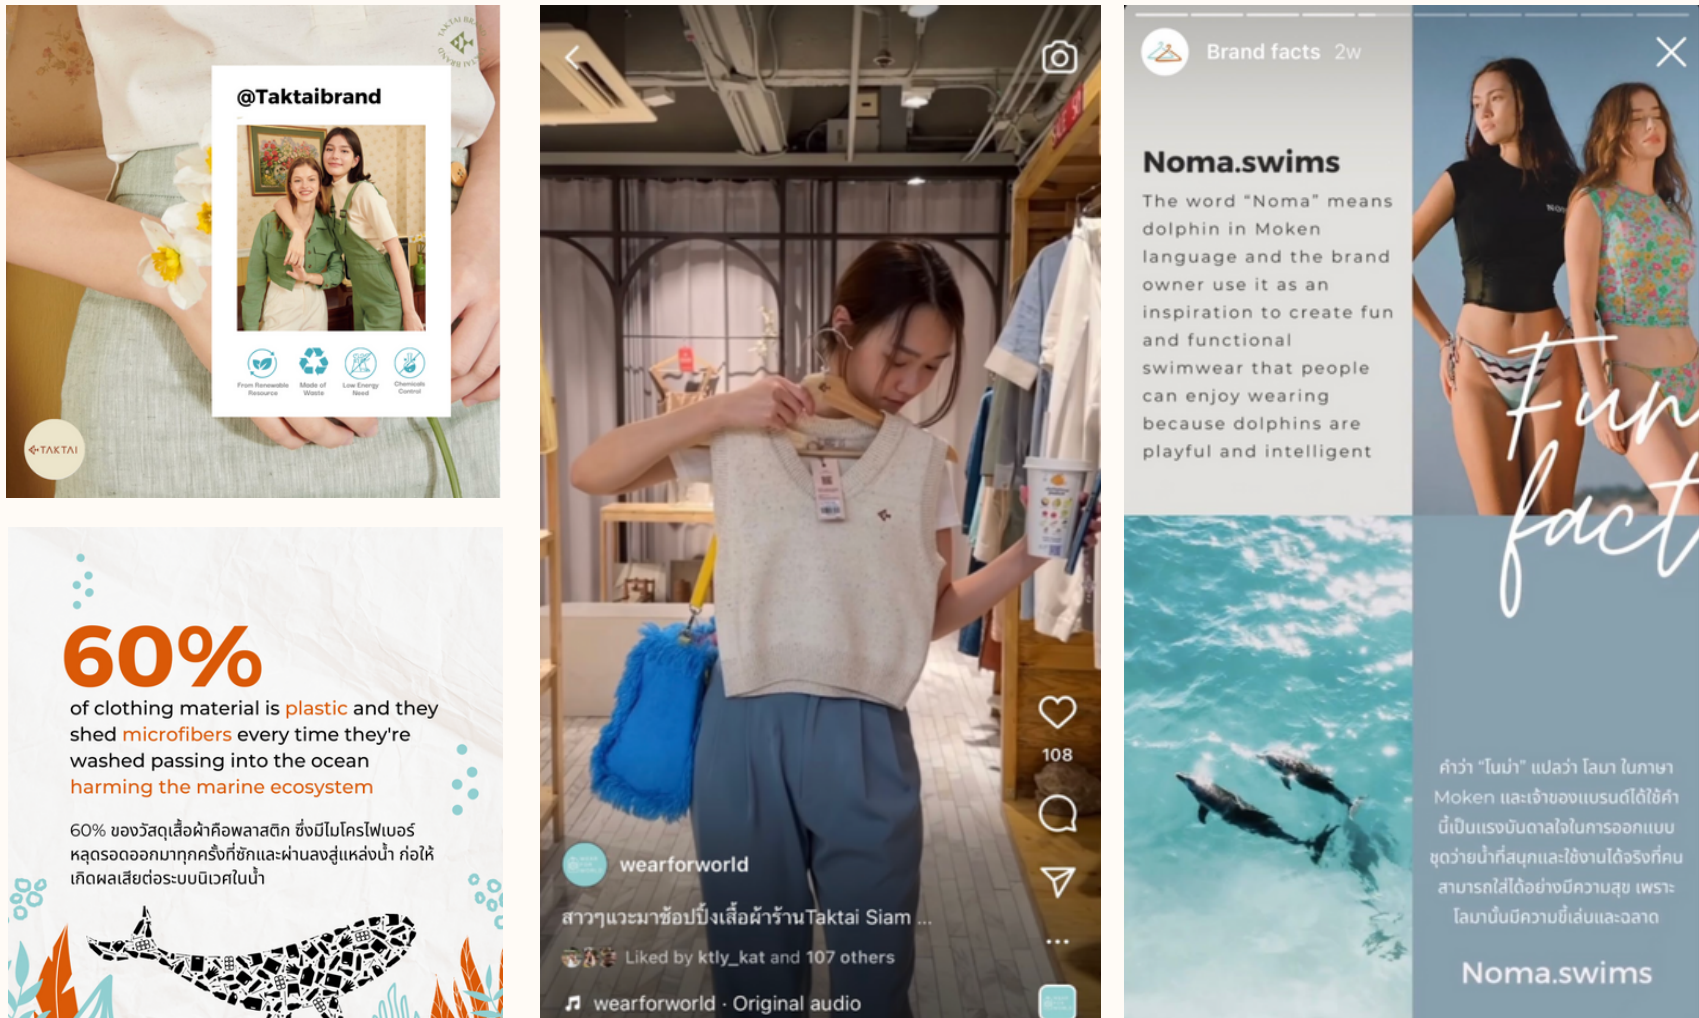 TAKTAI BRAND
@Taktaibrand
From Renewable
Resource
Made of
Waste
Low Energy
Need
Chemicals
Control
TAKTAI
60%
of clothing material is plastic and they
shed microfibers every time they're
washed passing into the ocean
harming the marine ecosystem
60% ของวัสดุเสื้อผ้าคือพลาสติก ซึ่งมีไมโครไฟเบอร์
หลุดรอดออกมาทุกครั้งที่ซักและผ่านลงสู่แหล่งน้ำ ก่อให้
เกิดผลเสียต่อระบบนิเวศในน้ำ
108
wearforworld
สาวๆแวะมาช้อปปิ้งเสื้อผ้าร้านTaktai Siam ...
Liked by ktly_kat and 107 others
wearforworld · Original audio
Brand facts 2w
Noma.swims
The word “Noma” means
dolphin in Moken
language and the brand
owner use it as an
inspiration to create fun
and functional
swimwear that people
can enjoy wearing
because dolphins are
playful and intelligent
Fun
fact
คำว่า “โนม่า” แปลว่า โลมา ในภาษา
Moken และเจ้าของแบรนด์ได้ใช้คำ
นี้เป็นแรงบันดาลใจในการออกแบบ
ชุดว่ายน้ำที่สนุกและใช้งานได้จริงที่คน
สามารถใส่ได้อย่างมีความสุข เพราะ
โลมานั้นมีความขี้เล่นและฉลาด
Noma.swims